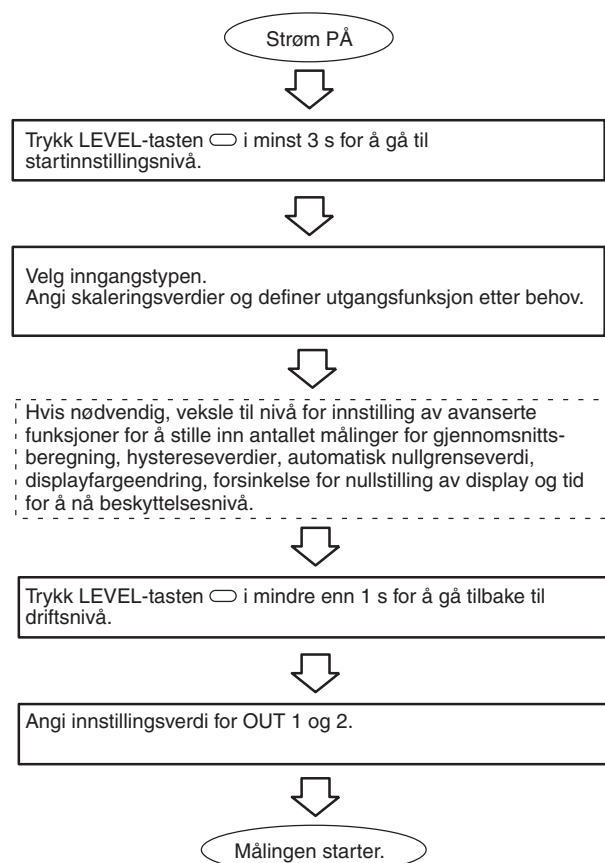 Strøm PÅ
Trykk LEVEL-tasten i minst 3 s for å gå til
startinnstillingsnivå.
Velg inngangstypen.
Angi skaleringsverdier og definer utgangsfunksjon etter behov.
Hvis nødvendig, veksle til nivå for innstilling av avanserte
funksjoner for å stille inn antallet målinger for gjennomsnitts-
beregning, hystereseverdier, automatisk nullgrenseverdi,
displayfargeendring, forsinkelse for nullstilling av display og tid
for å nå beskyttelsesnivå.
Trykk LEVEL-tasten i mindre enn 1 s for å gå tilbake til
driftsnivå.
Angi innstillingsverdi for OUT 1 og 2.
Målingen starter.